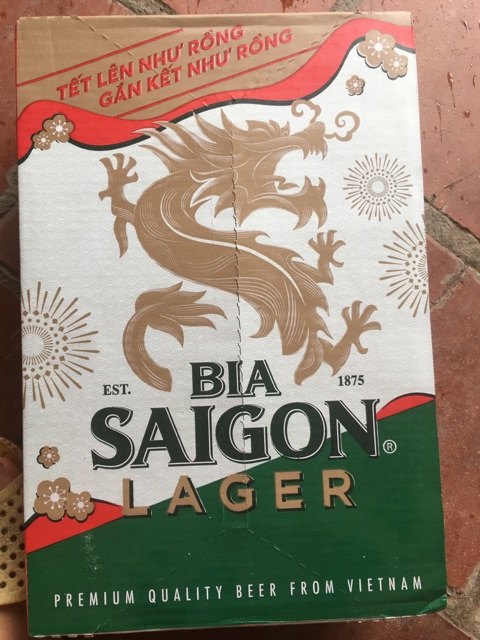 TẾT LÊN NHƯ RỒNG
GẮN KẾT NHƯ RỒNG
EST.
BIA
1875
SAIGON®
LAGER
PREMIUM QUALITY BEER FROM VIETNAM